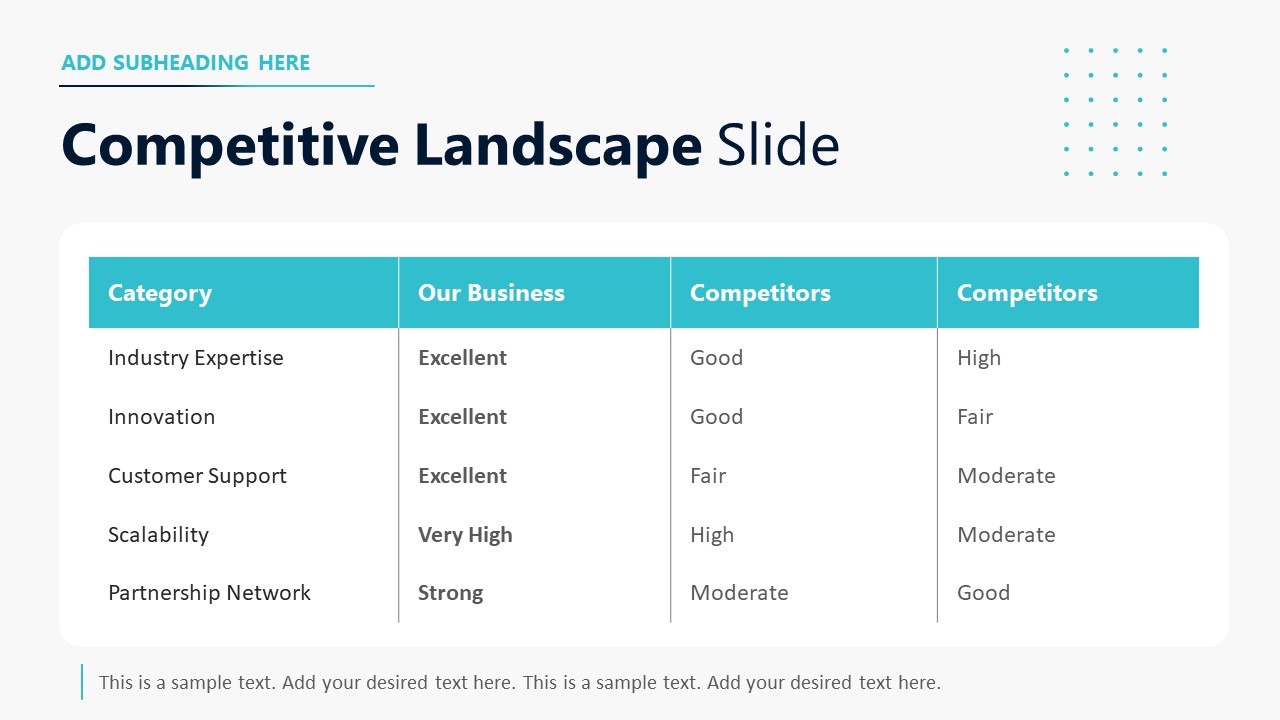 ADD SUBHEADING HERE
Competitive Landscape Slide
Category Our Business Competitors Competitors
Industry Expertise Excellent Good High
Innovation Excellent Good Fair
Customer Support Excellent Fair Moderate
Scalability Very High High Moderate
Partnership Network Strong Moderate Good
This is a sample text. Add your desired text here. This is a sample text. Add your desired text here.